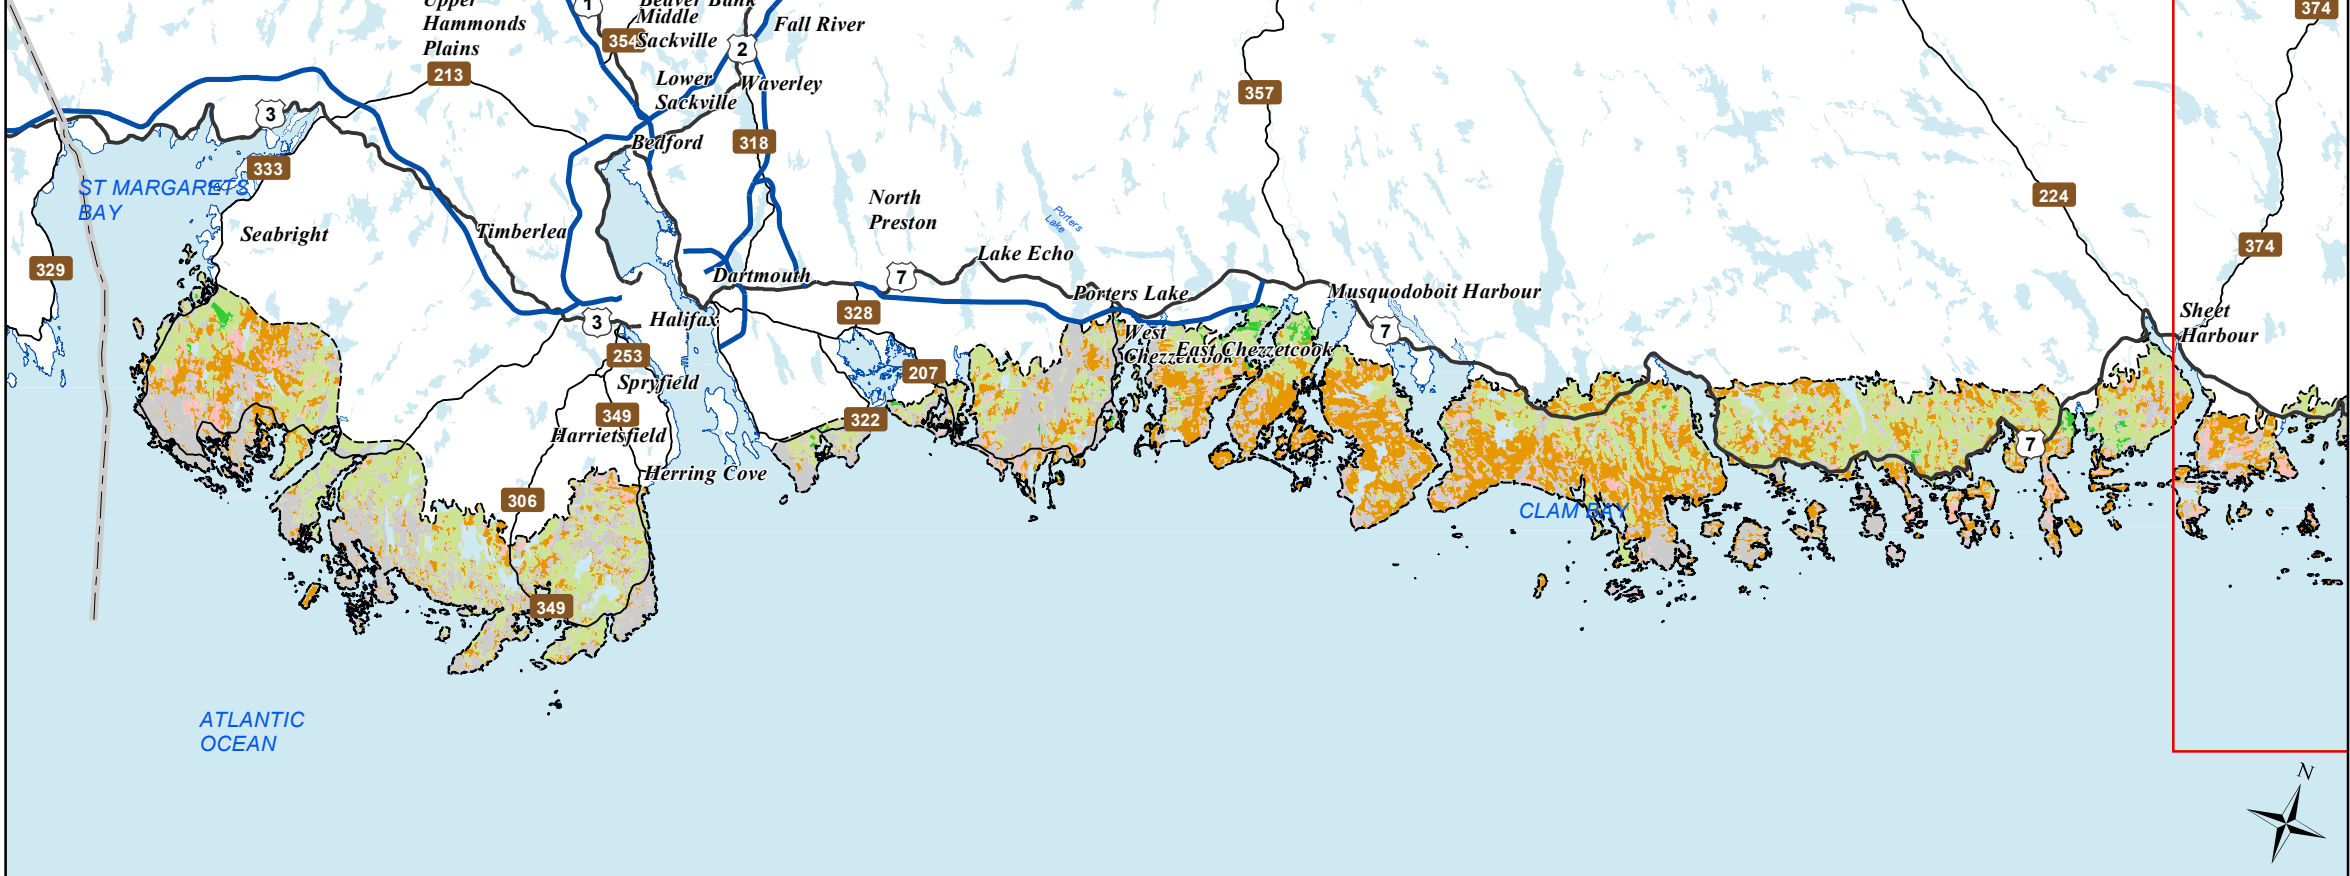 Upper
Hammonds
Plains
1
Beaver Bank
Middle
Sackville
354
2
Fall River
374
213
Lower
Sackville
Waverley
357
3
Bedford
318
333
ST MARGARETS
BAY
North
Preston
Porters
Lake
224
Seabright
Timberlea
Lake Echo
374
329
Dartmouth
7
Porters Lake
Musquodoboit Harbour
3
Halifax
328
7
Sheet
Harbour
West
Chezzetcook
East Chezzetcook
253
Spryfield
207
349
Harrietsfield
322
7
Herring Cove
306
CLAM BAY
349
ATLANTIC
OCEAN
N